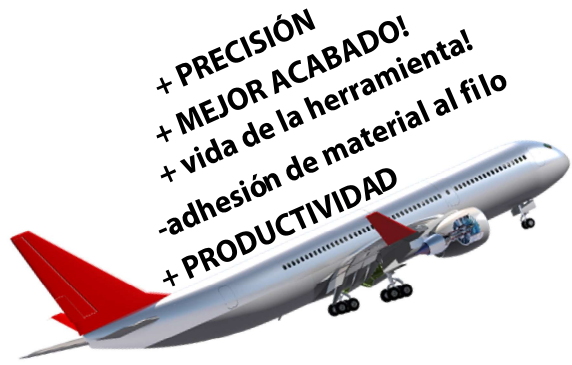 + PRECISIÓN
+ MEJOR ACABADO!
+ vida de la herramienta!
-adhesión de material al filo
+ PRODUCTIVIDAD